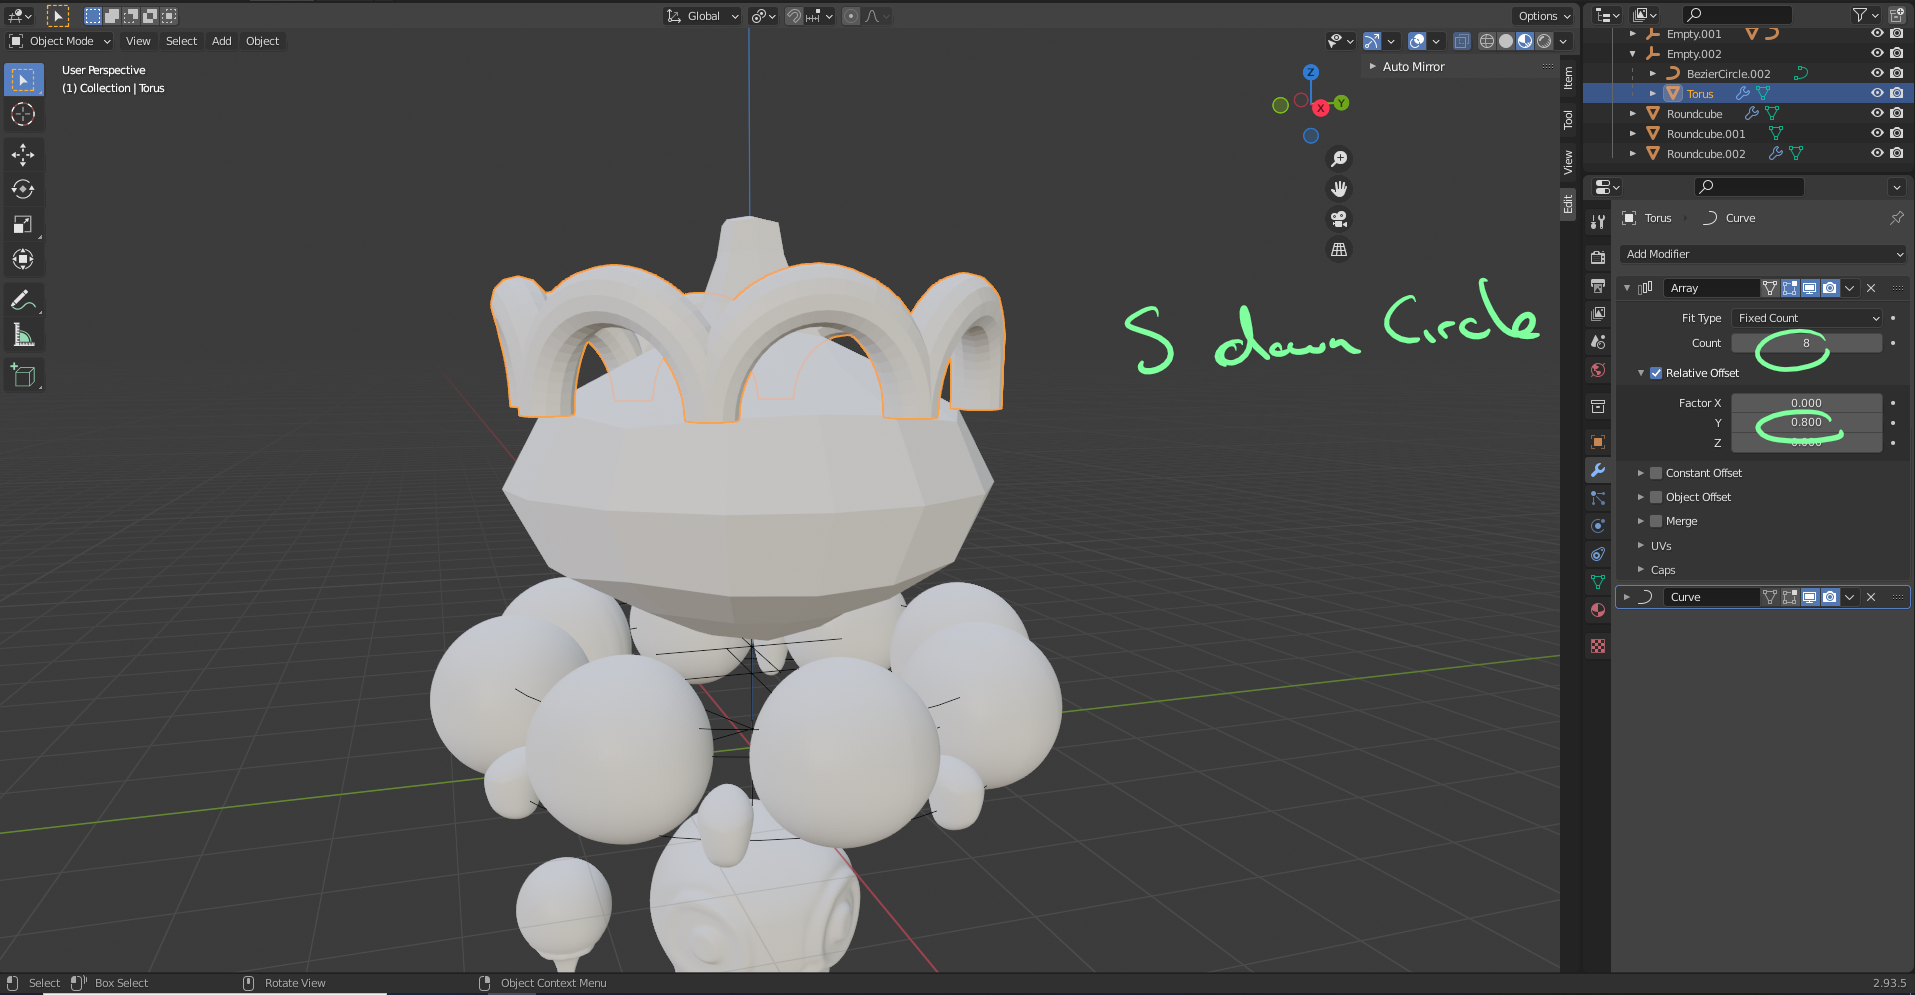 Global
Options
Object Mode View Select Add Object
User Perspective
(1) Collection | Torus
Auto Mirror
Z
Y
X
Item
Tool
View
Edit
S down Circle
Empty.001
Empty.002
BezierCircle.002
Torus
Roundcube
Roundcube.001
Roundcube.002
Torus Curve
Add Modifier
Array
Fit Type Fixed Count
Count 8
Relative Offset
Factor X 0.000
Y 0.800
Z 0.000
Constant Offset
Object Offset
Merge
UVs
Caps
Curve
Select Box Select Rotate View Object Context Menu 2.93.5